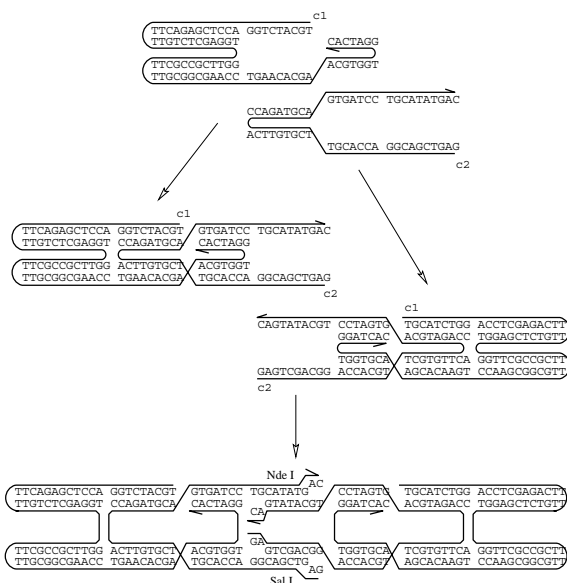 c1
TTCAGAGCTCCA GGTCTACGT
TTGTCTCGAGGT CACTAGG
TTCGCCGCTTGG ACGTGGT
TTGCGGCGAACC TGAACACGA
GTGATCC TGCATATGAC
CCAGATGCA
ACTTGTGCT
TGCACCA GGCAGCTGAG
c2
c1
TTCAGAGCTCCA GGTCTACGT GTGATCC TGCATATGAC
TTGTCTCGAGGT CCAGATGCA CACTAGG
TTCGCCGCTTGG ACTTGTGCT ACGTGGT
TTGCGGCGAACC TGAACACGA TGCACCA GGCAGCTGAG
c2
c1
CAGTATACGT CCTAGTG TGCATCTGG ACCTCGAGACTT
GGATCAC ACGTAGACC TGGAGCTCTGTT
TGGTGCA TCGTGTTCA GGTTCGCCGCTT
GAGTCGACGG ACCACGT AGCACAAGT CCAAGCGGCGTT
c2
Nde I
TTCAGAGCTCCA GGTCTACGT GTGATCC TGCATATG AC CCTAGTG TGCATCTGG ACCTCGAGACTT
TTGTCTCGAGGT CCAGATGCA CACTAGG CA GTATACGT GGATCAC ACGTAGACC TGGAGCTCTGTT
TTCGCCGCTTGG ACTTGTGCT ACGTGGT GA GTCGACGG TGGTGCA TCGTGTTCA GGTTCGCCGCTT
TTGCGGCGAACC TGAACACGA TGCACCA GGCAGCTG AG ACCACGT AGCACAAGT CCAAGCGGCGTT
Sal I